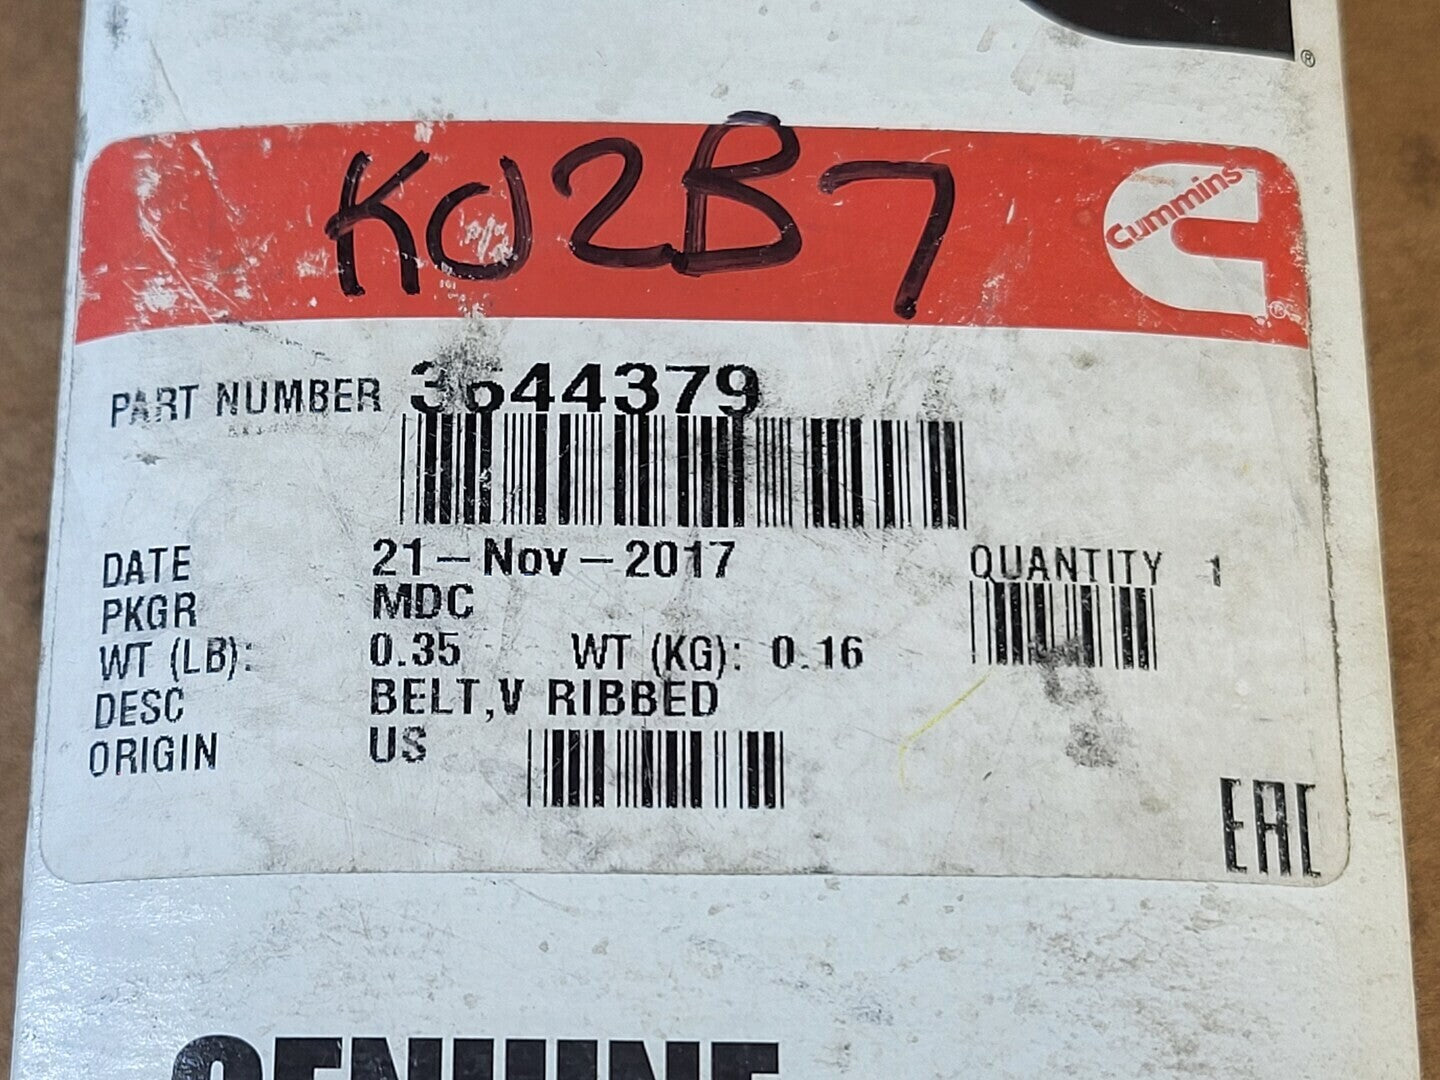 ®
K02B7
Cummins
®
PART NUMBER 3644379
DATE 21-Nov-2017 QUANTITY 1
PKGR MDC
WT (LB): 0.35 WT (KG): 0.16
DESC BELT,V RIBBED
ORIGIN US
EAC
GENUINE